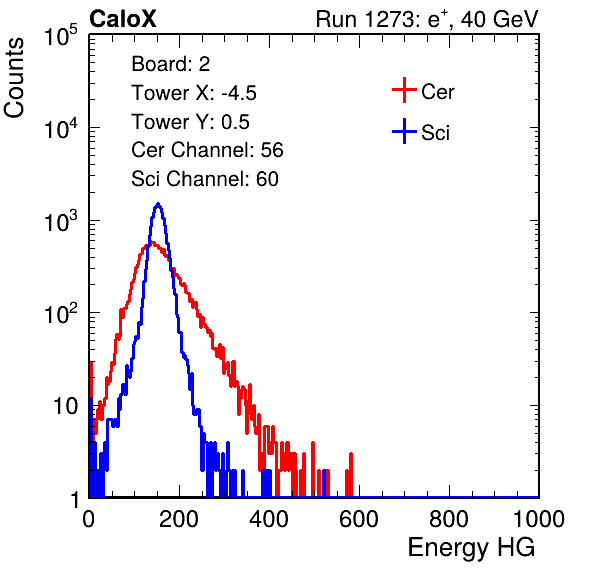 CaloX Run 1273: e⁺, 40 GeV
Counts
10⁵
10⁴
10³
10²
10
1
Board: 2
Tower X: -4.5
Tower Y: 0.5
Cer Channel: 56
Sci Channel: 60
Cer
Sci
0 200 400 600 800 1000
Energy HG